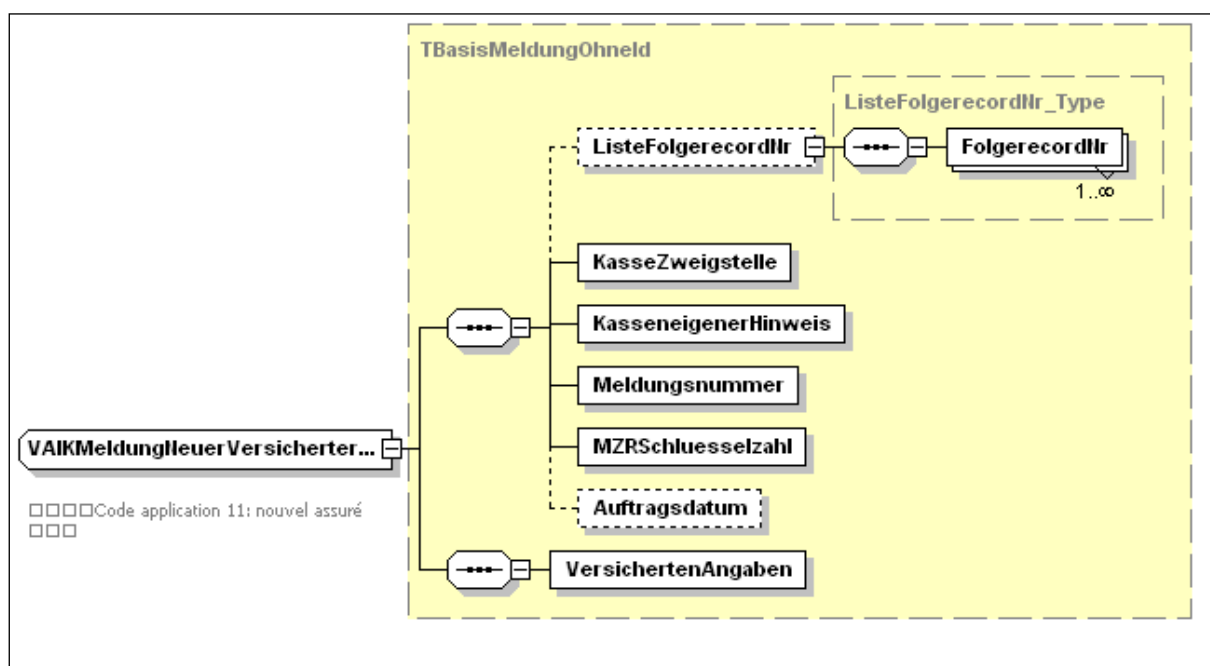 TBasisMeldungOhneId
ListeFolgerecordNr_Type
ListeFolgerecordNr
FolgerecordNr
1..∞
KasseZweigstelle
KasseneigenerHinweis
Meldungsnummer
VAIKMeldungNeuerVersicherter...
MZRSchluesselzahl
□□□□Code application 11: nouvel assuré
□□□
Auftragsdatum
VersichertenAngaben